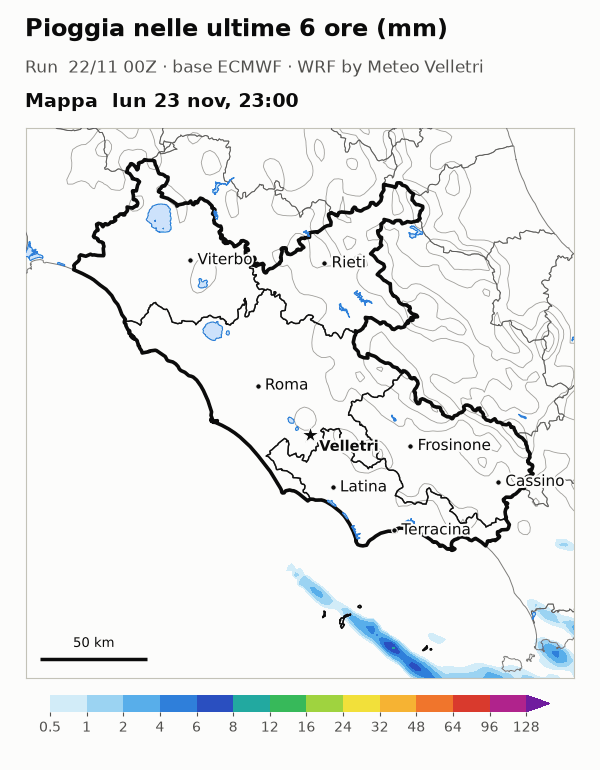 Pioggia nelle ultime 6 ore (mm)
Run  22/11 00Z · base ECMWF · WRF by Meteo Velletri
Mappa  lun 23 nov, 23:00
Viterbo
Rieti
Roma
Velletri
Frosinone
Latina
Cassino
Terracina
50 km
0.5 1 2 4 6 8 12 16 24 32 48 64 96 128